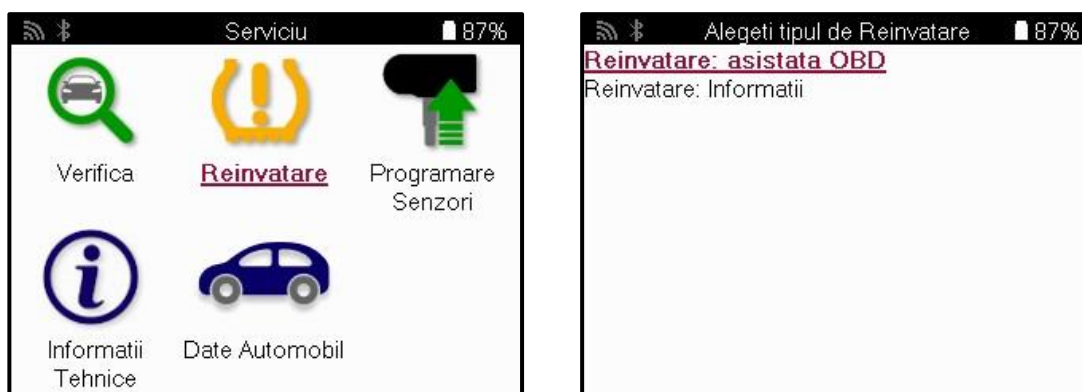 Serviciu
87%
Verifica
Reinvatare
Programare
Senzori
Informatii
Tehnice
Date Automobil
Alegeti tipul de Reinvatare
87%
Reinvatare: asistata OBD
Reinvatare: Informatii